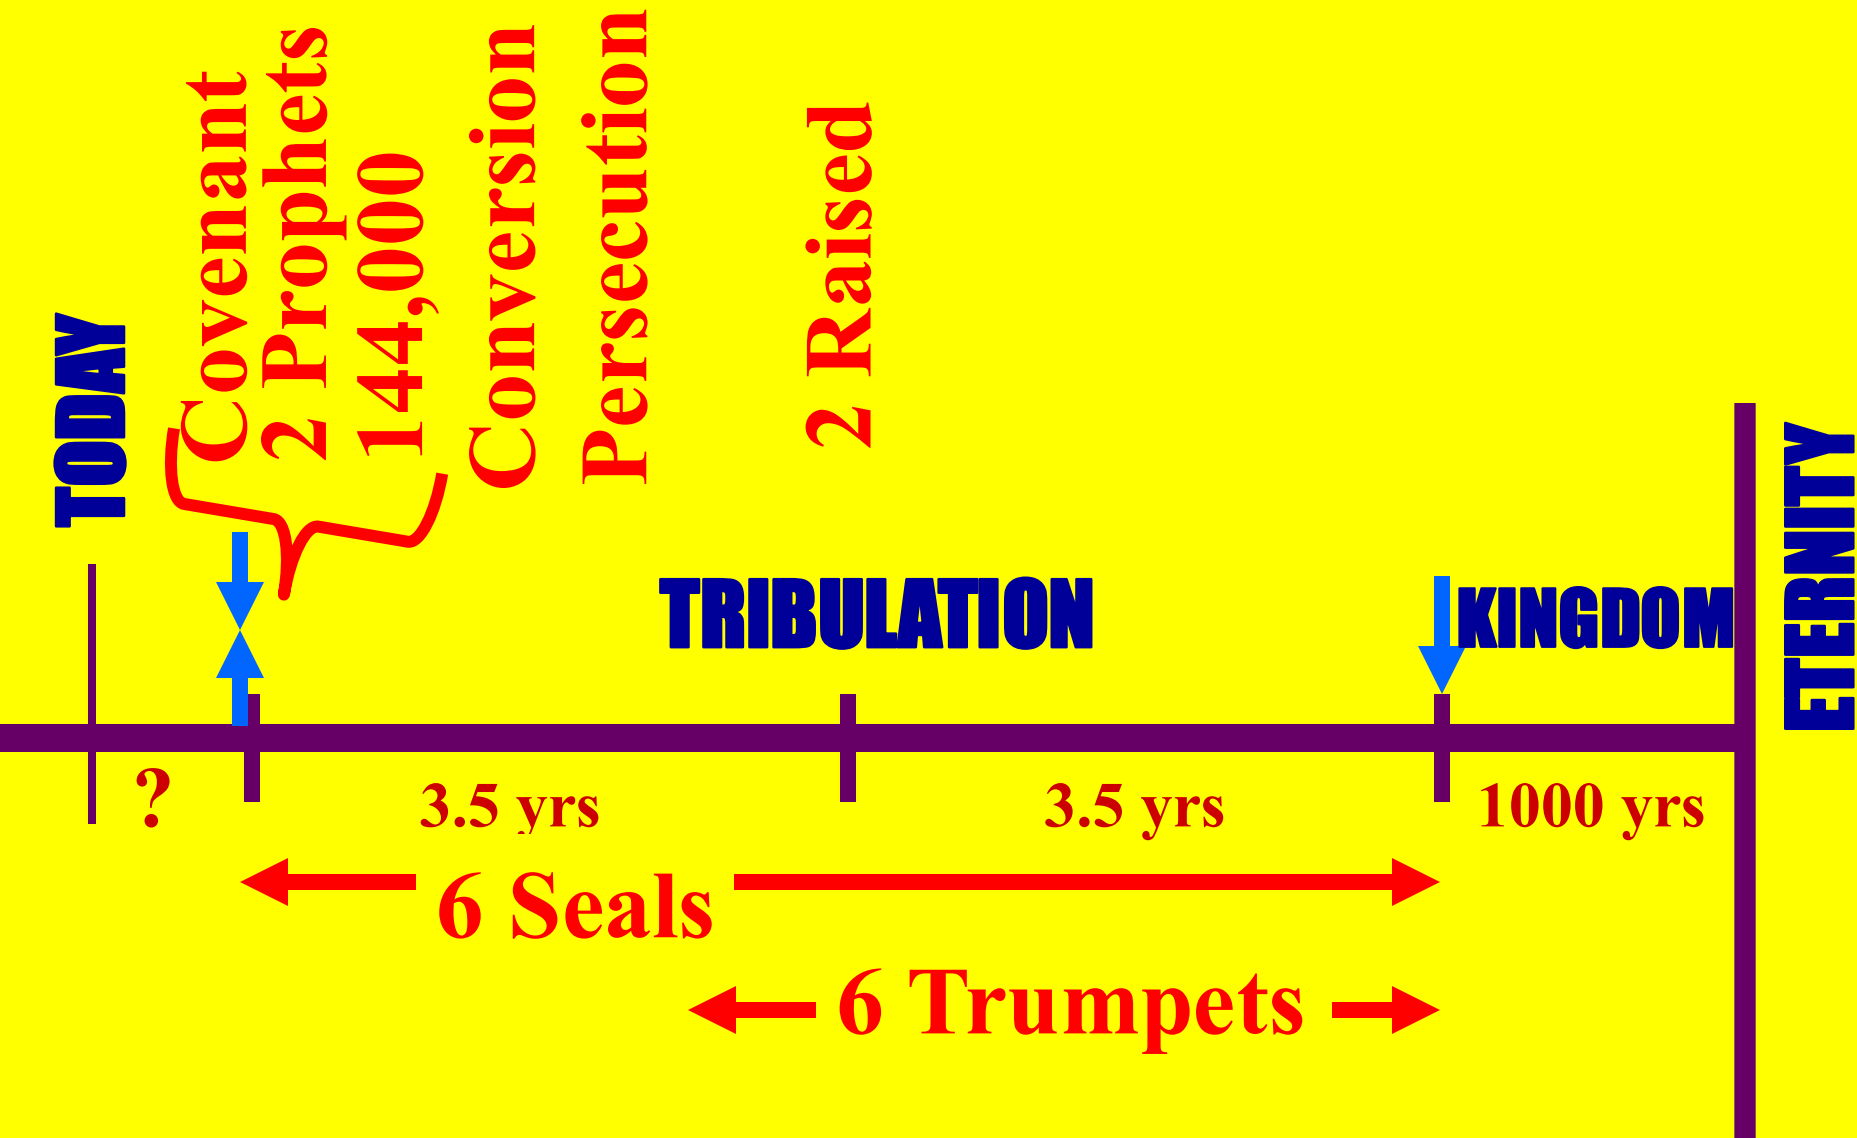 TODAY
Covenant
2 Prophets
144,000
Conversion
Persecution
2 Raised
TRIBULATION
KINGDOM
ETERNITY
?
3.5 yrs
3.5 yrs
1000 yrs
6 Seals
6 Trumpets